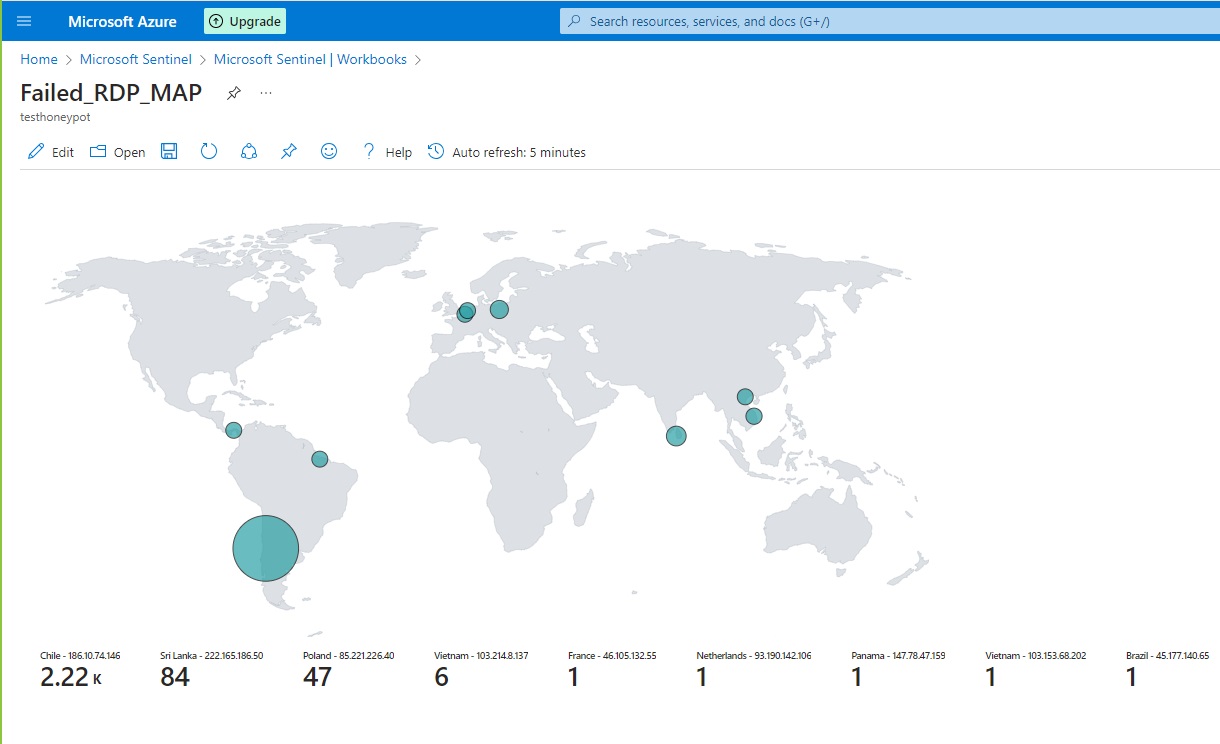 Microsoft Azure Upgrade Search resources, services, and docs (G+/)
Home > Microsoft Sentinel > Microsoft Sentinel | Workbooks >
Failed_RDP_MAP ...
testhoneypot
Edit Open ? Help Auto refresh: 5 minutes
Chile - 186.10.74.146 Sri Lanka - 222.165.186.50 Poland - 85.221.226.40 Vietnam - 103.214.8.137 France - 46.105.132.55 Netherlands - 93.190.142.106 Panama - 147.78.47.159 Vietnam - 103.153.68.202 Brazil - 45.177.140.65
2.22 K 84 47 6 1 1 1 1 1